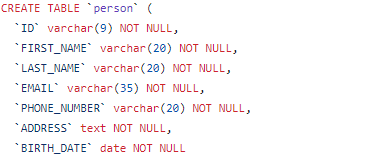 CREATE TABLE `person` (
`ID` varchar(9) NOT NULL,
`FIRST_NAME` varchar(20) NOT NULL,
`LAST_NAME` varchar(20) NOT NULL,
`EMAIL` varchar(35) NOT NULL,
`PHONE_NUMBER` varchar(20) NOT NULL,
`ADDRESS` text NOT NULL,
`BIRTH_DATE` date NOT NULL